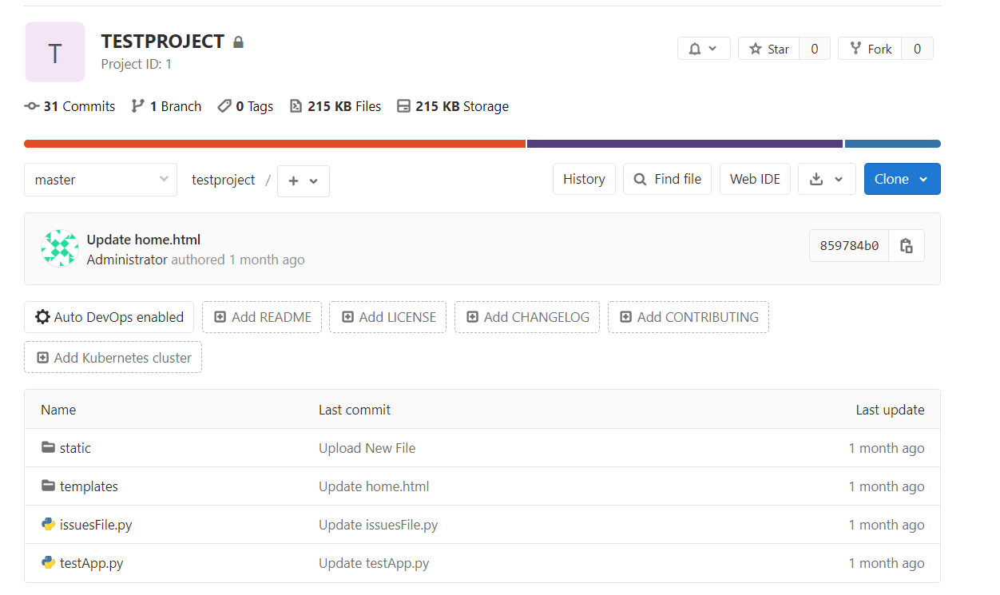 T
TESTPROJECT
Project ID: 1
Star 0
Fork 0
31 Commits 1 Branch 0 Tags 215 KB Files 215 KB Storage
master testproject / + History Find file Web IDE Clone
Update home.html
Administrator authored 1 month ago
859784b0
Auto DevOps enabled Add README Add LICENSE Add CHANGELOG Add CONTRIBUTING
Add Kubernetes cluster
Name Last commit Last update
static Upload New File 1 month ago
templates Update home.html 1 month ago
issuesFile.py Update issuesFile.py 1 month ago
testApp.py Update testApp.py 1 month ago